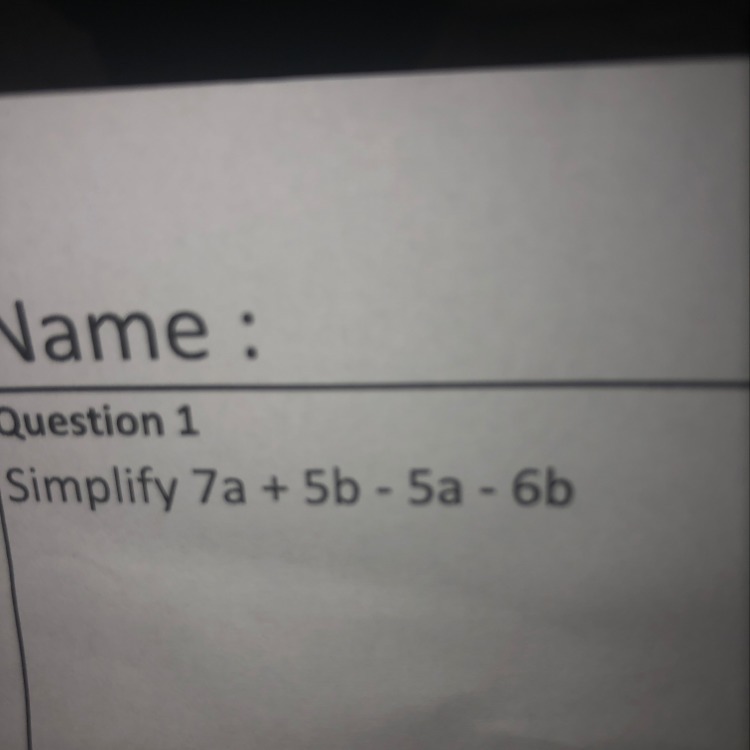 Name :
Question 1
Simplify 7a + 5b - 5a - 6b